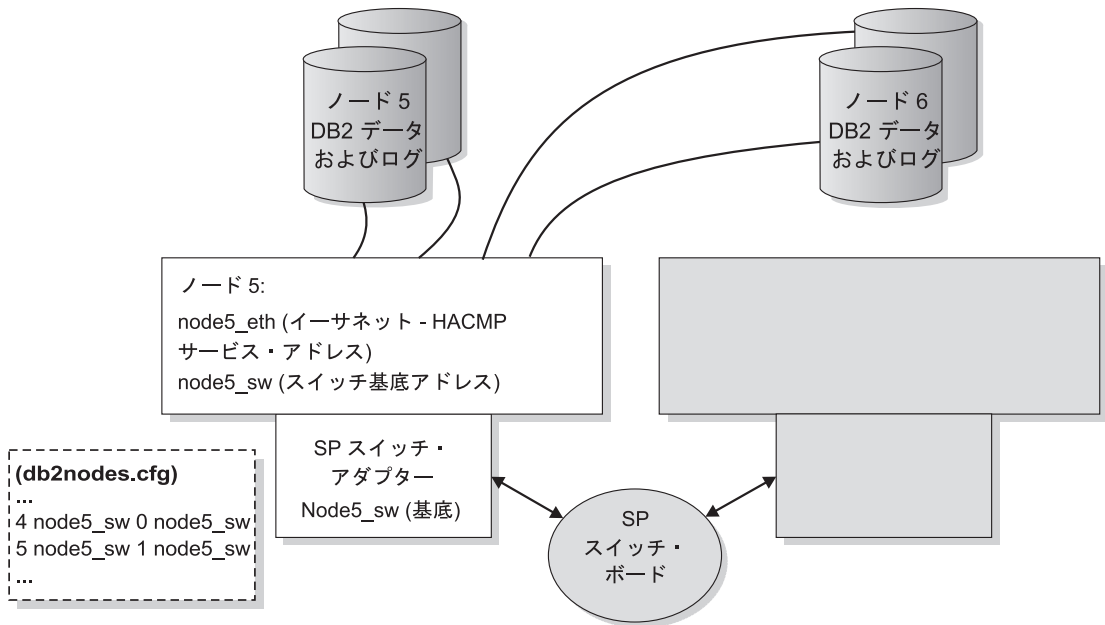 ノード 5
DB2 データ
およびログ
ノード 6
DB2 データ
およびログ
ノード 5:
node5_eth (イーサネット - HACMP
サービス・アドレス)
node5_sw (スイッチ基底アドレス)
SP スイッチ・
アダプター
Node5_sw (基底)
(db2nodes.cfg)
...
4 node5_sw 0 node5_sw
5 node5_sw 1 node5_sw
...
SP
スイッチ・
ボード